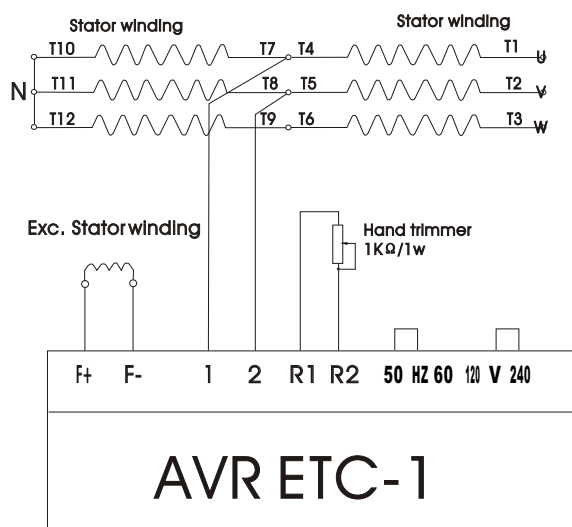 Stator winding
Stator winding
T10 T7 T4 T1 U
N T11 T8 T5 T2 V
T12 T9 T6 T3 W
Exc. Stator winding
Hand trimmer
1KΩ/1w
F+ F- 1 2 R1 R2 50 HZ 60 120 V 240
AVR ETC-1